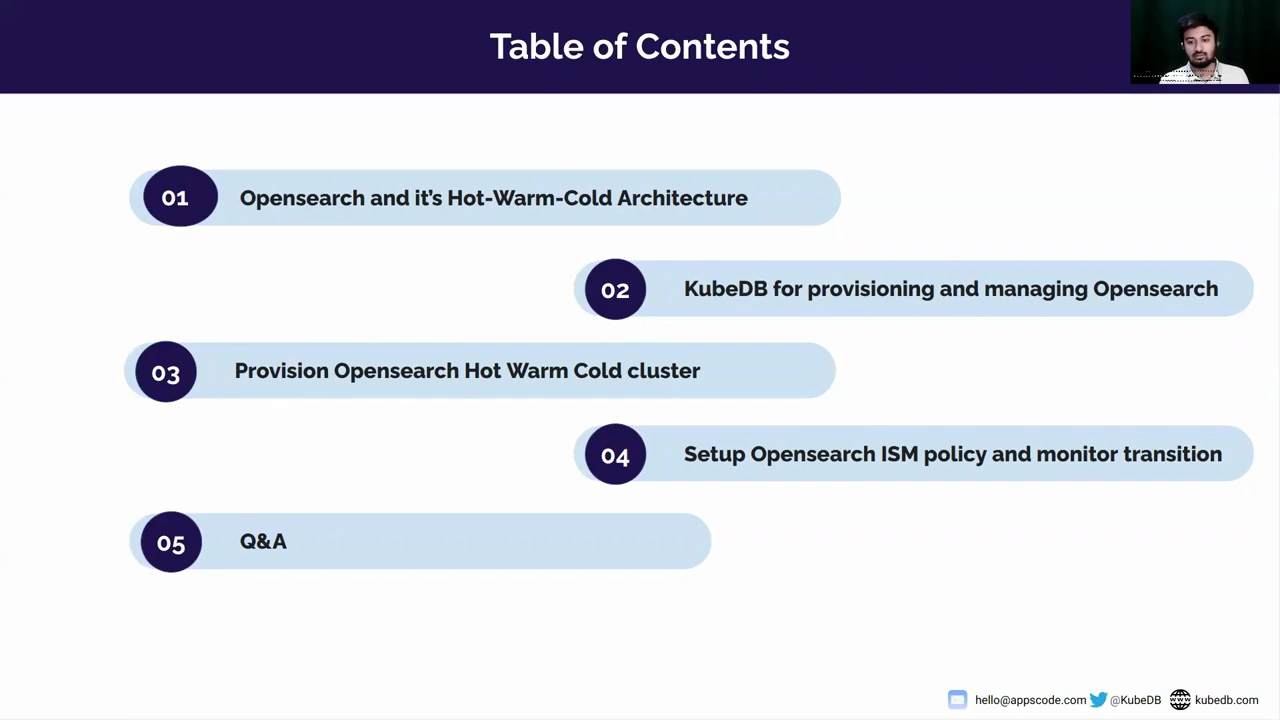 Table of Contents
01 Opensearch and it's Hot-Warm-Cold Architecture
02 KubeDB for provisioning and managing Opensearch
03 Provision Opensearch Hot Warm Cold cluster
04 Setup Opensearch ISM policy and monitor transition
05 Q&A
hello@appscode.com @KubeDB kubedb.com